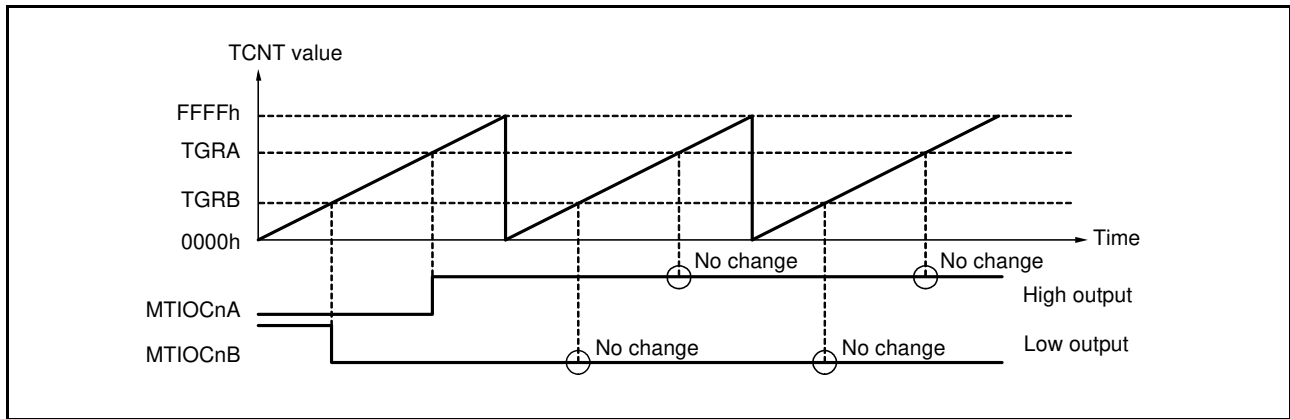 TCNT value
FFFFh
TGRA
TGRB
0000h
Time
No change
No change
High output
MTIOCnA
No change
No change
Low output
MTIOCnB